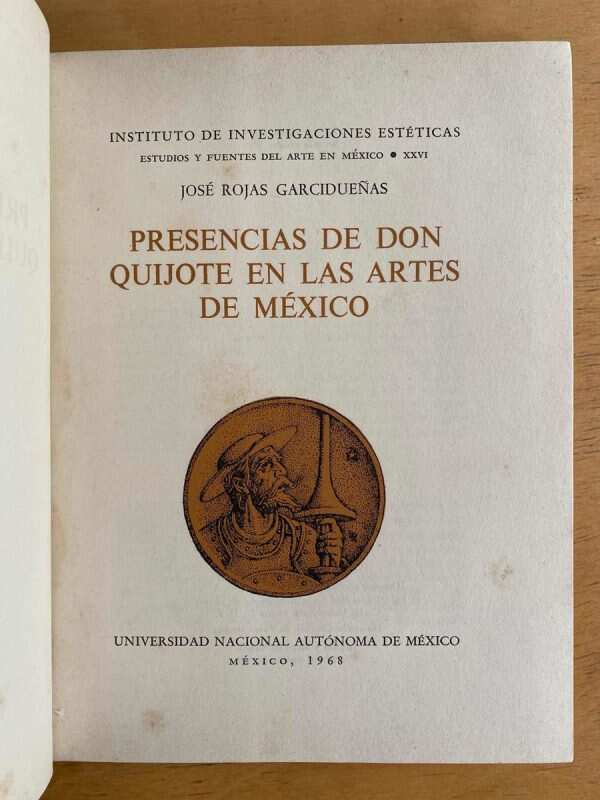 INSTITUTO DE INVESTIGACIONES ESTÉTICAS
ESTUDIOS Y FUENTES DEL ARTE EN MÉXICO ● XXVI
JOSÉ ROJAS GARCIDUEÑAS
PRESENCIAS DE DON
QUIJOTE EN LAS ARTES
DE MÉXICO
UNIVERSIDAD NACIONAL AUTÓNOMA DE MÉXICO
MÉXICO, 1968